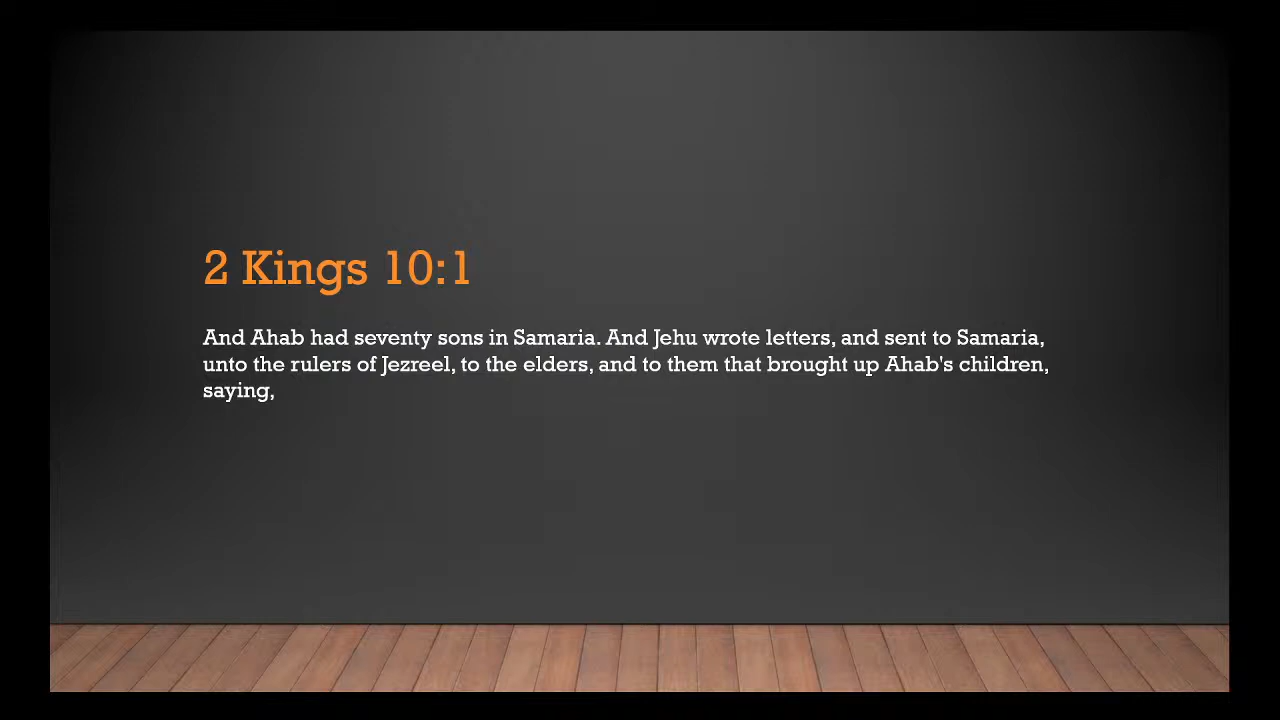 2 Kings 10:1
And Ahab had seventy sons in Samaria. And Jehu wrote letters, and sent to Samaria,
unto the rulers of Jezreel, to the elders, and to them that brought up Ahab's children,
saying,